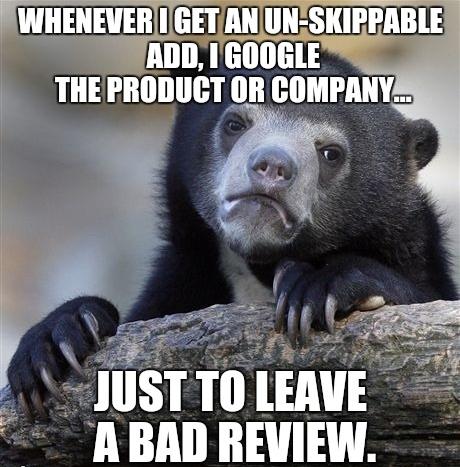 WHENEVER I GET AN UN-SKIPPABLE
ADD, I GOOGLE
THE PRODUCT OR COMPANY...
JUST TO LEAVE
A BAD REVIEW.